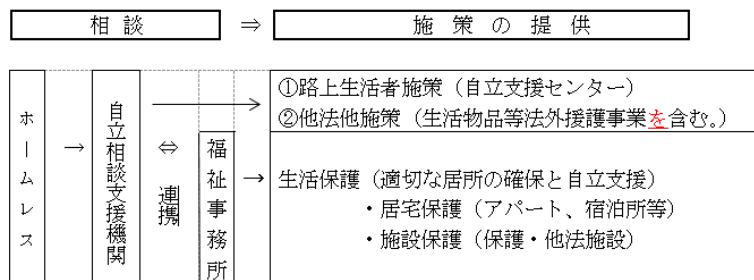 相談 ⇒ 施策の提供
ホームレス
→
自立相談支援機関
⇔
連携
福祉事務所
→
①路上生活者施策(自立支援センター)
②他法他施策(生活物品等法外援護事業を含む。)
生活保護(適切な居所の確保と自立支援)
・居宅保護(アパート、宿泊所等)
・施設保護(保護・他法施設)